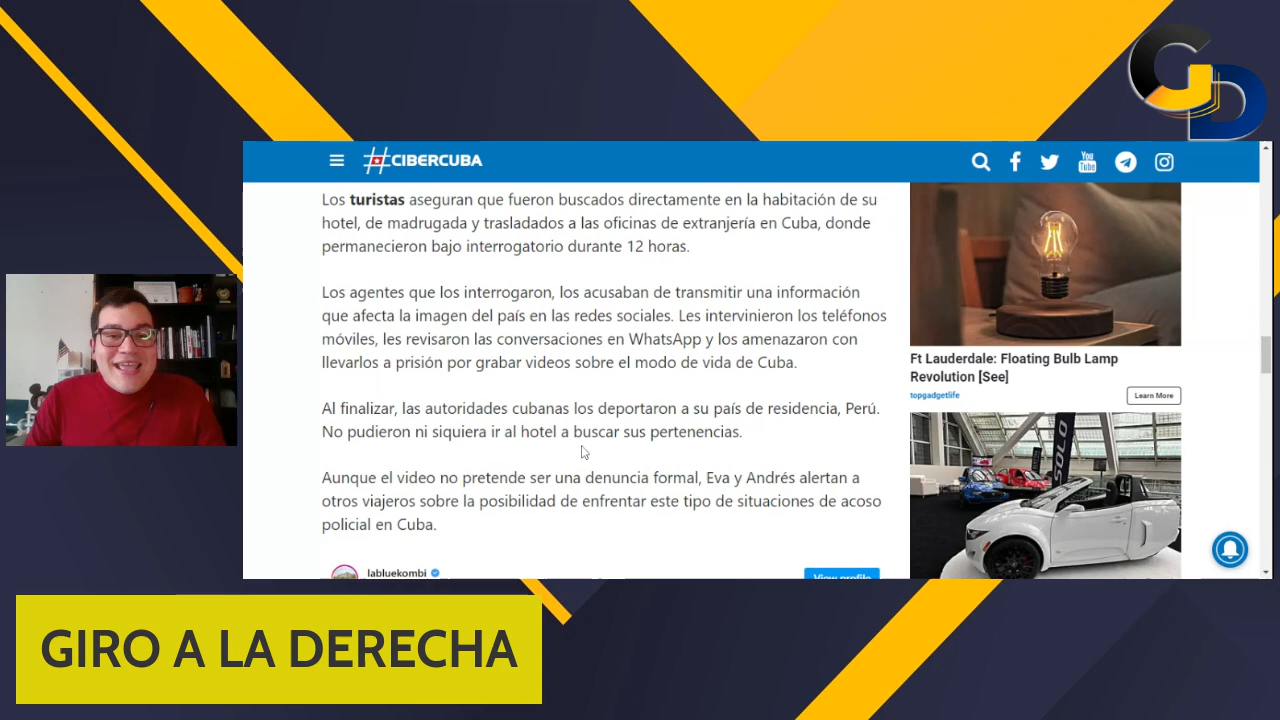 GD
#CIBERCUBA
You
Tube
Los turistas aseguran que fueron buscados directamente en la habitación de su
hotel, de madrugada y trasladados a las oficinas de extranjería en Cuba, donde
permanecieron bajo interrogatorio durante 12 horas.
Los agentes que los interrogaron, los acusaban de transmitir una información
que afecta la imagen del país en las redes sociales. Les intervinieron los teléfonos
móviles, les revisaron las conversaciones en WhatsApp y los amenazaron con
llevarlos a prisión por grabar videos sobre el modo de vida de Cuba.
Al finalizar, las autoridades cubanas los deportaron a su país de residencia, Perú.
No pudieron ni siquiera ir al hotel a buscar sus pertenencias.
Aunque el video no pretende ser una denuncia formal, Eva y Andrés alertan a
otros viajeros sobre la posibilidad de enfrentar este tipo de situaciones de acoso
policial en Cuba.
labluekombi
View profile
Ft Lauderdale: Floating Bulb Lamp
Revolution [See]
topgadgetlife
Learn More
SOLO
GIRO A LA DERECHA